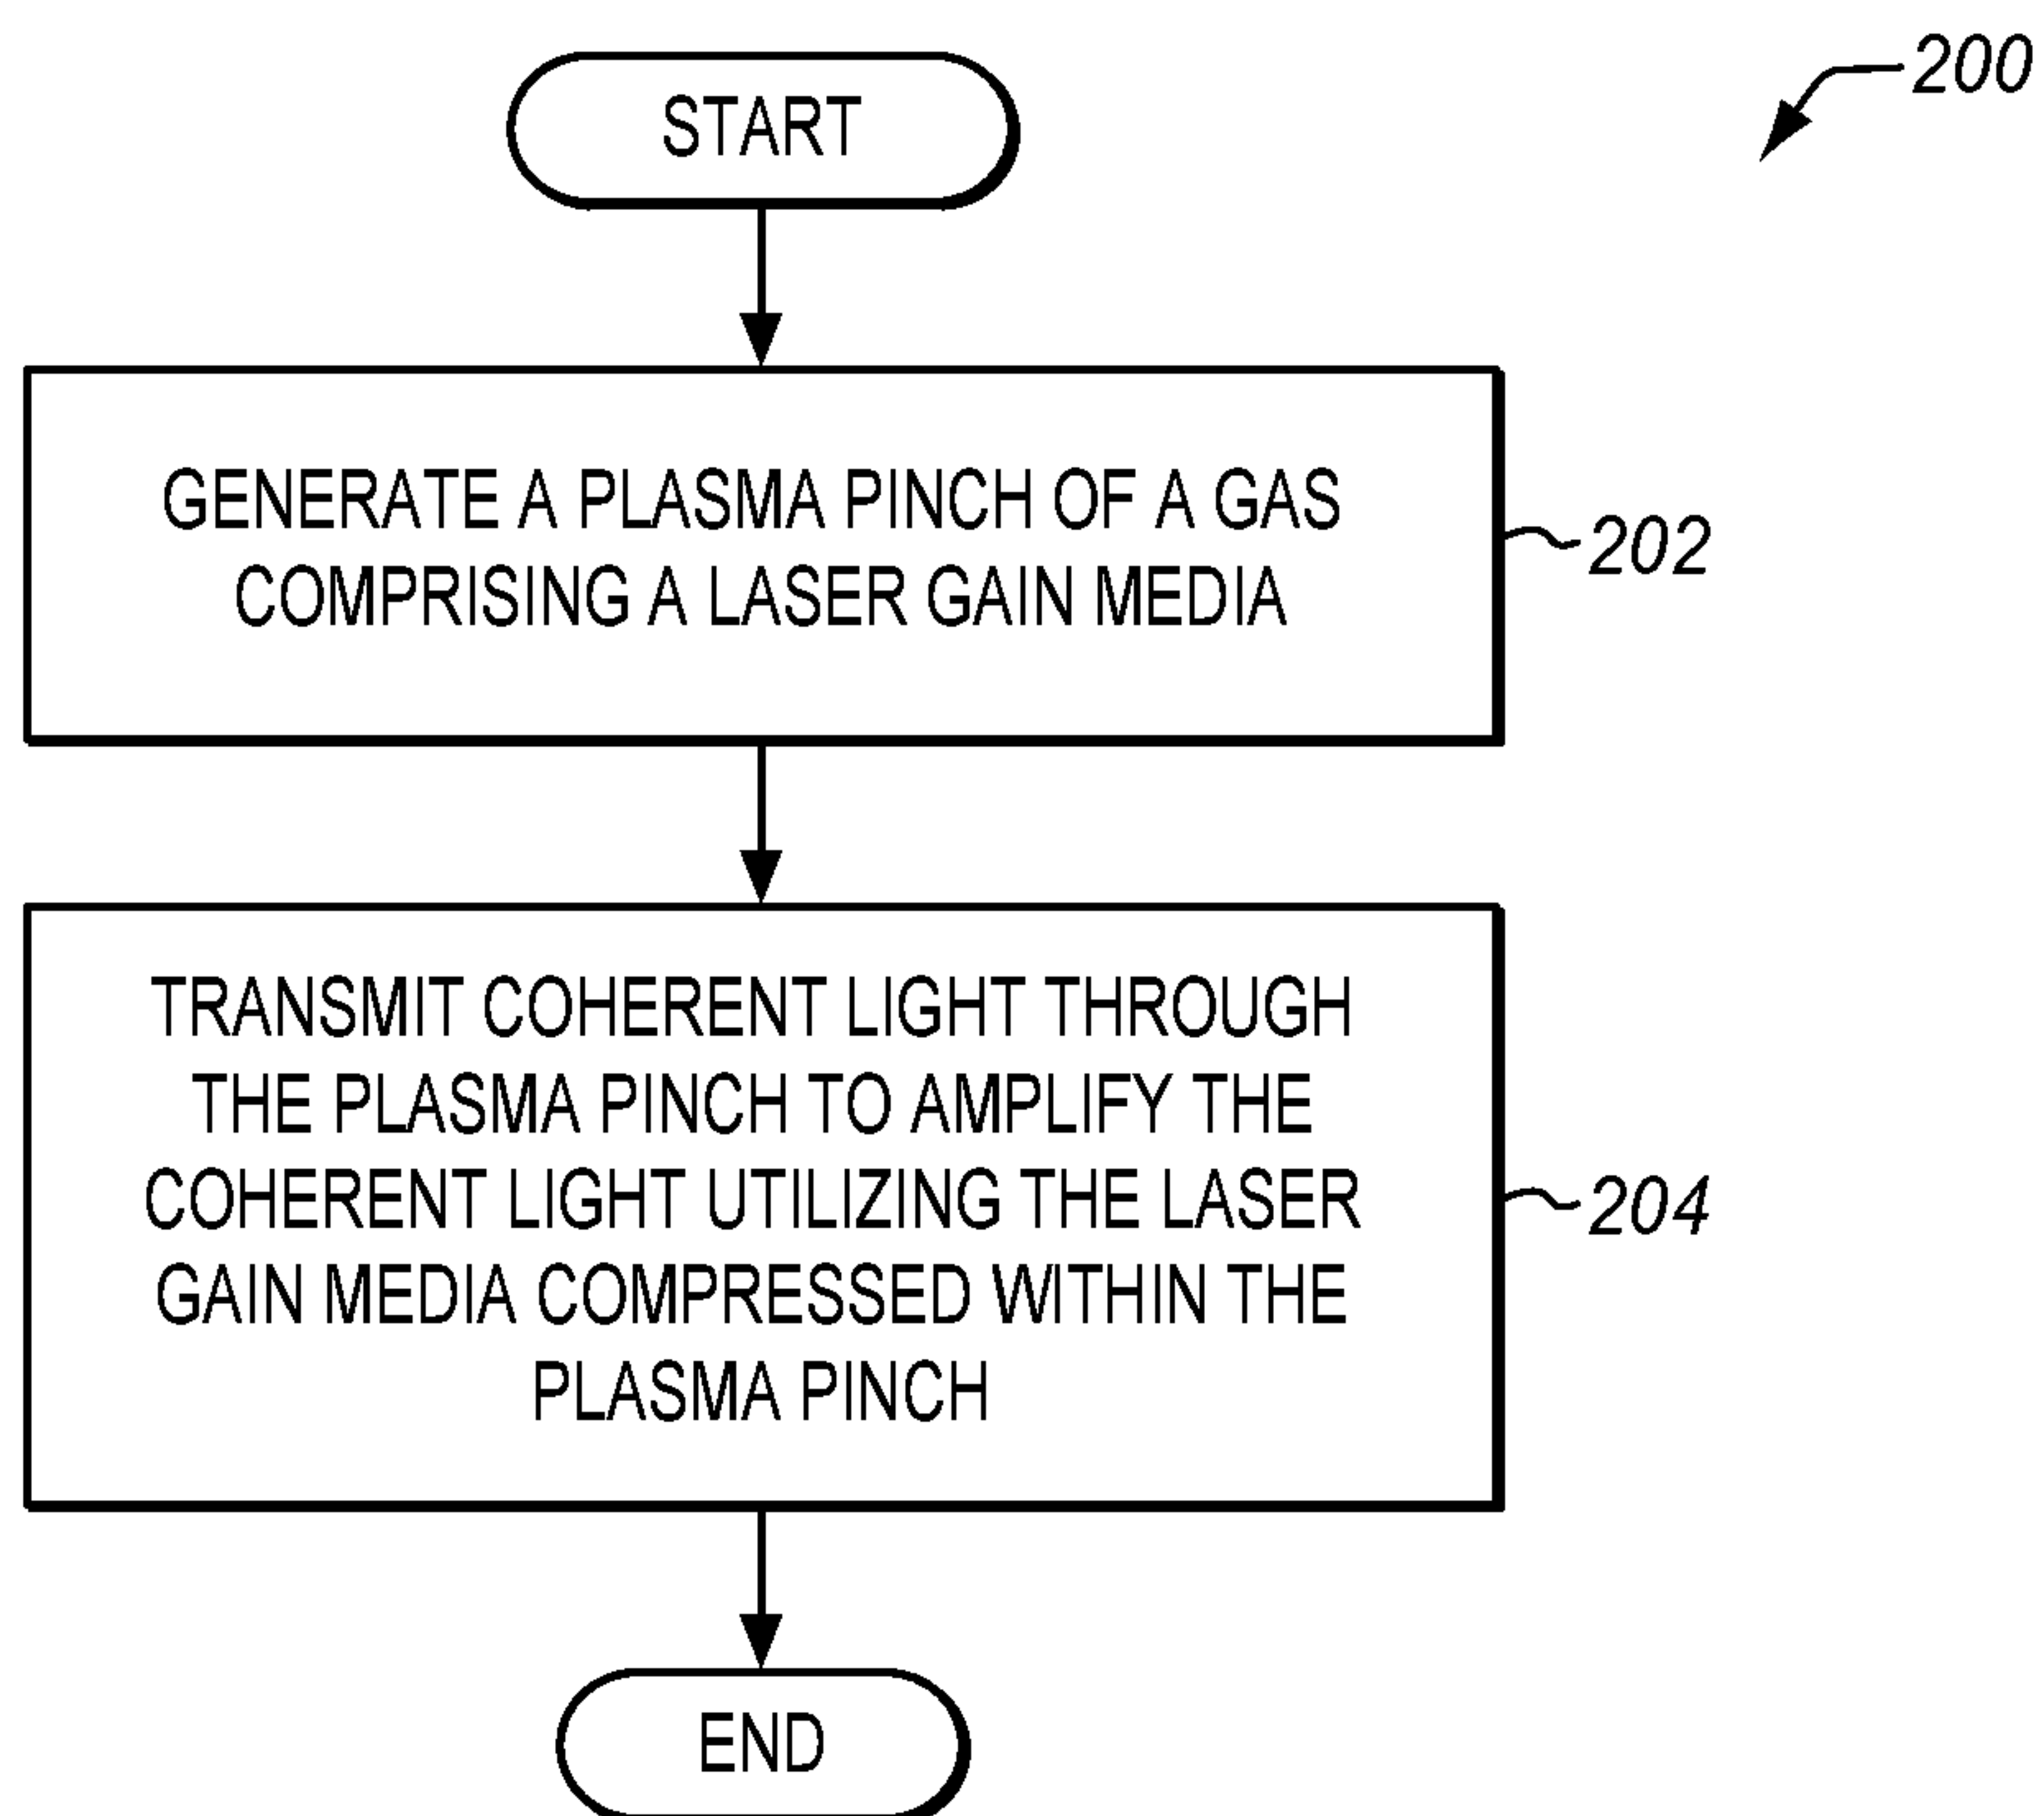 200
START
GENERATE A PLASMA PINCH OF A GAS
COMPRISING A LASER GAIN MEDIA
202
TRANSMIT COHERENT LIGHT THROUGH
THE PLASMA PINCH TO AMPLIFY THE
COHERENT LIGHT UTILIZING THE LASER
GAIN MEDIA COMPRESSED WITHIN THE
PLASMA PINCH
204
END